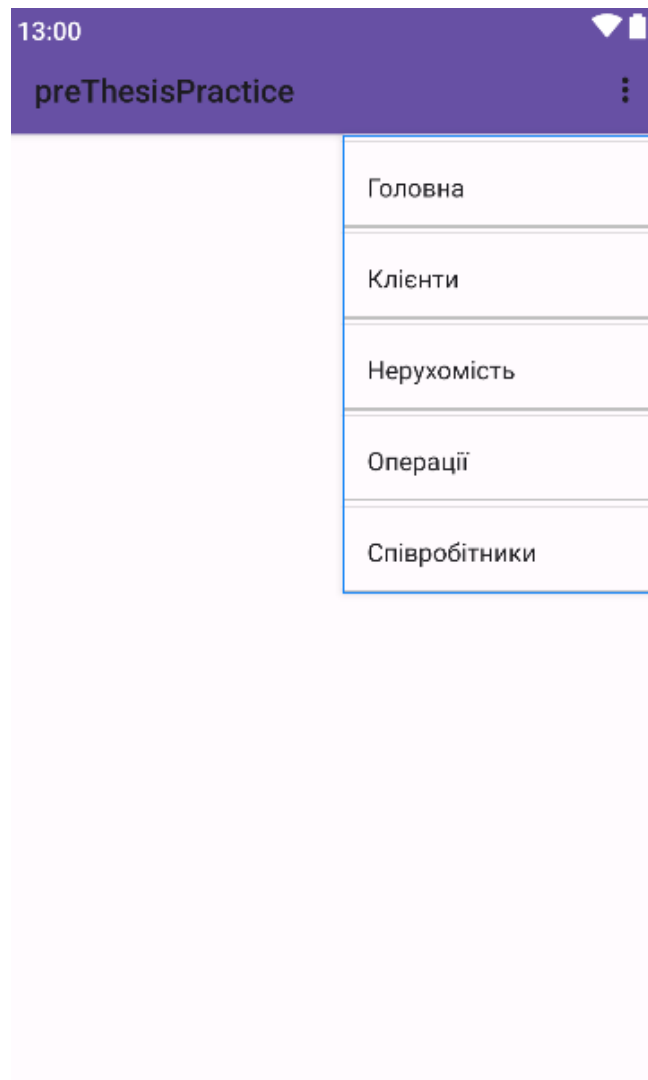 13:00
preThesisPractice
Головна
Клієнти
Нерухомість
Операції
Співробітники